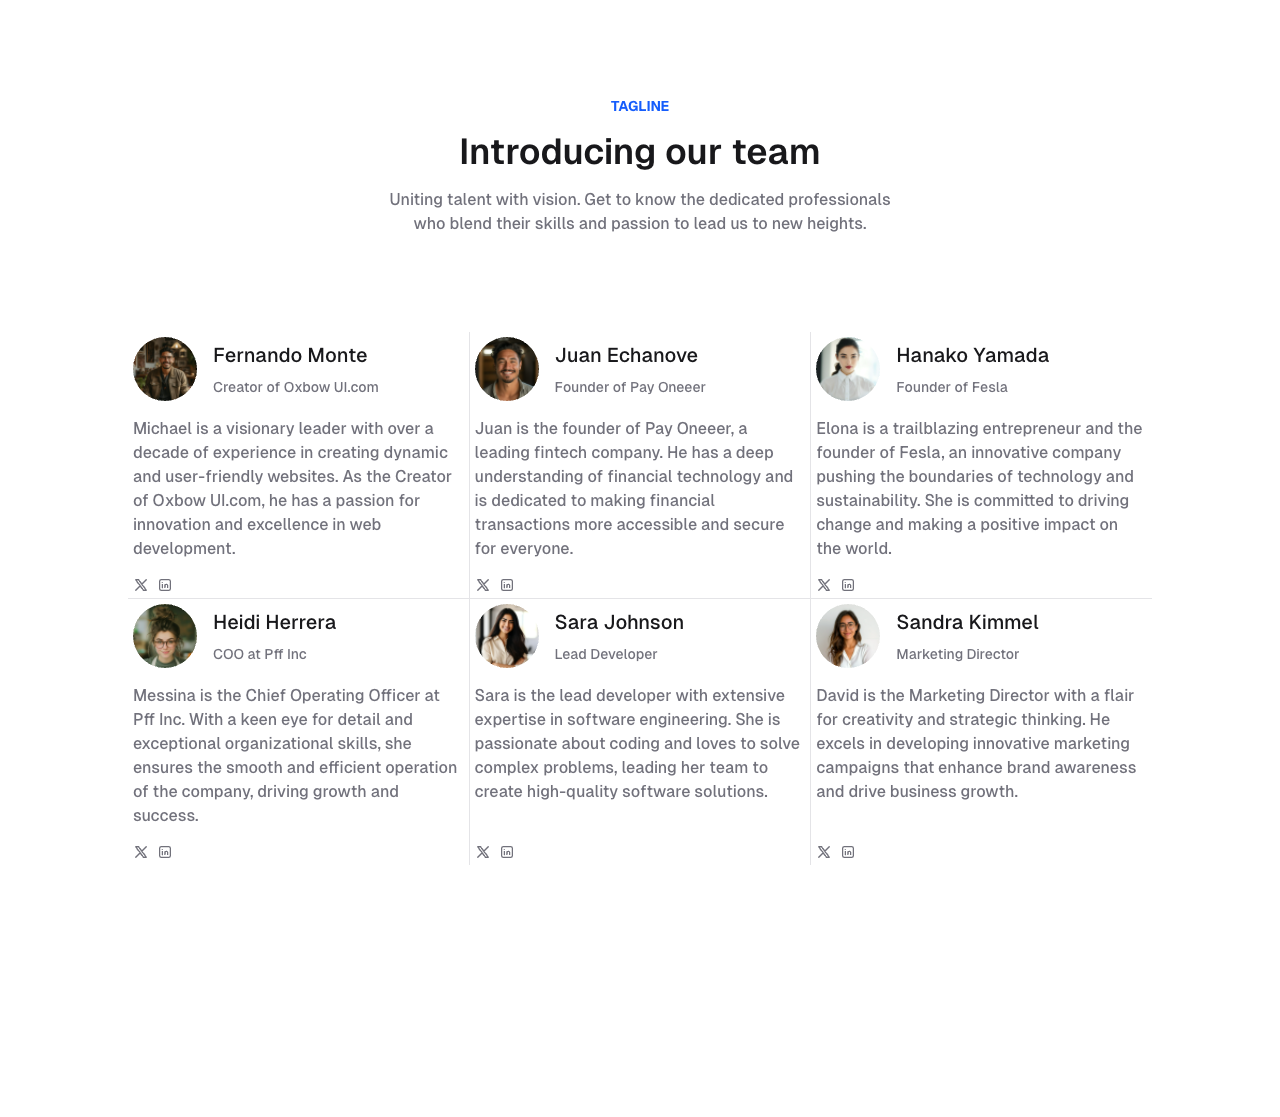 TAGLINE
Introducing our team
Uniting talent with vision. Get to know the dedicated professionals
who blend their skills and passion to lead us to new heights.
Fernando Monte
Creator of Oxbow UI.com
Michael is a visionary leader with over a
decade of experience in creating dynamic
and user-friendly websites. As the Creator
of Oxbow UI.com, he has a passion for
innovation and excellence in web
development.
Juan Echanove
Founder of Pay Oneeer
Juan is the founder of Pay Oneeer, a
leading fintech company. He has a deep
understanding of financial technology and
is dedicated to making financial
transactions more accessible and secure
for everyone.
Hanako Yamada
Founder of Fesla
Elona is a trailblazing entrepreneur and the
founder of Fesla, an innovative company
pushing the boundaries of technology and
sustainability. She is committed to driving
change and making a positive impact on
the world.
Heidi Herrera
COO at Pff Inc
Messina is the Chief Operating Officer at
Pff Inc. With a keen eye for detail and
exceptional organizational skills, she
ensures the smooth and efficient operation
of the company, driving growth and
success.
Sara Johnson
Lead Developer
Sara is the lead developer with extensive
expertise in software engineering. She is
passionate about coding and loves to solve
complex problems, leading her team to
create high-quality software solutions.
Sandra Kimmel
Marketing Director
David is the Marketing Director with a flair
for creativity and strategic thinking. He
excels in developing innovative marketing
campaigns that enhance brand awareness
and drive business growth.